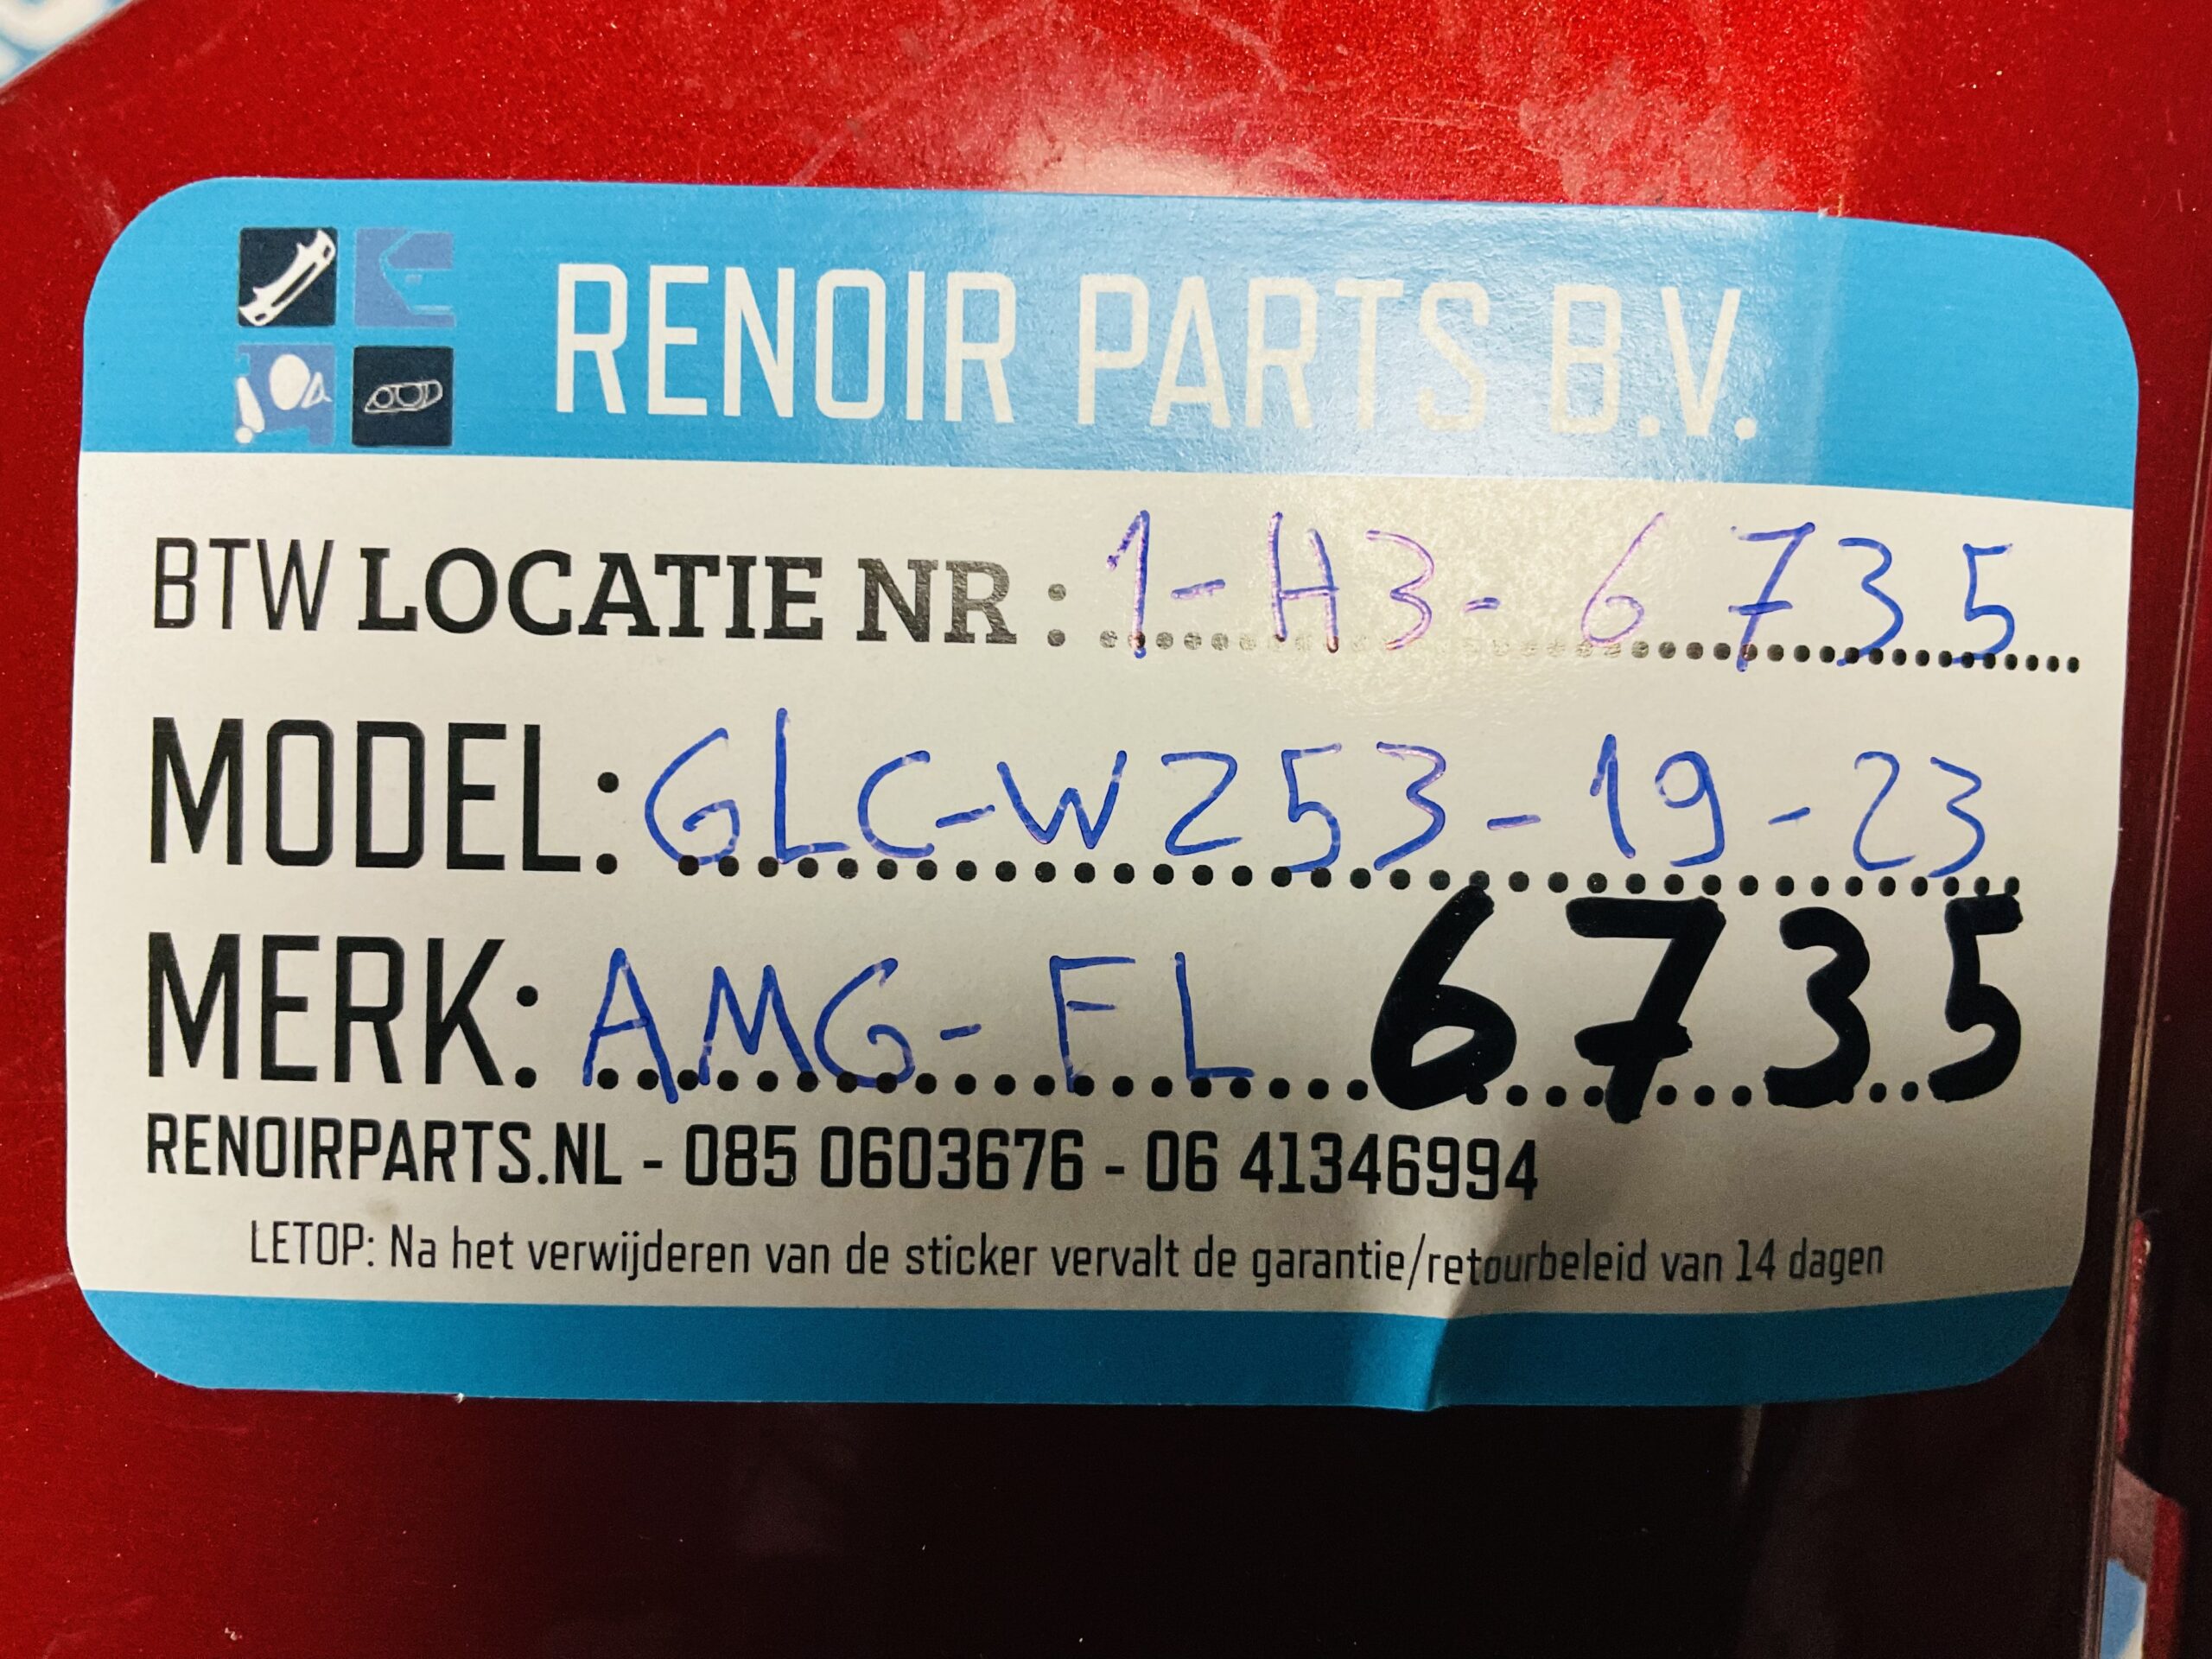 RENOIR PARTS B.V.
BTW LOCATIE NR : 1-H3-6735
MODEL: GLC-W253-19-23
MERK: AMG-FL 6735
RENOIRPARTS.NL - 085 0603676 - 06 41346994
LETOP: Na het verwijderen van de sticker vervalt de garantie/retourbeleid van 14 dagen